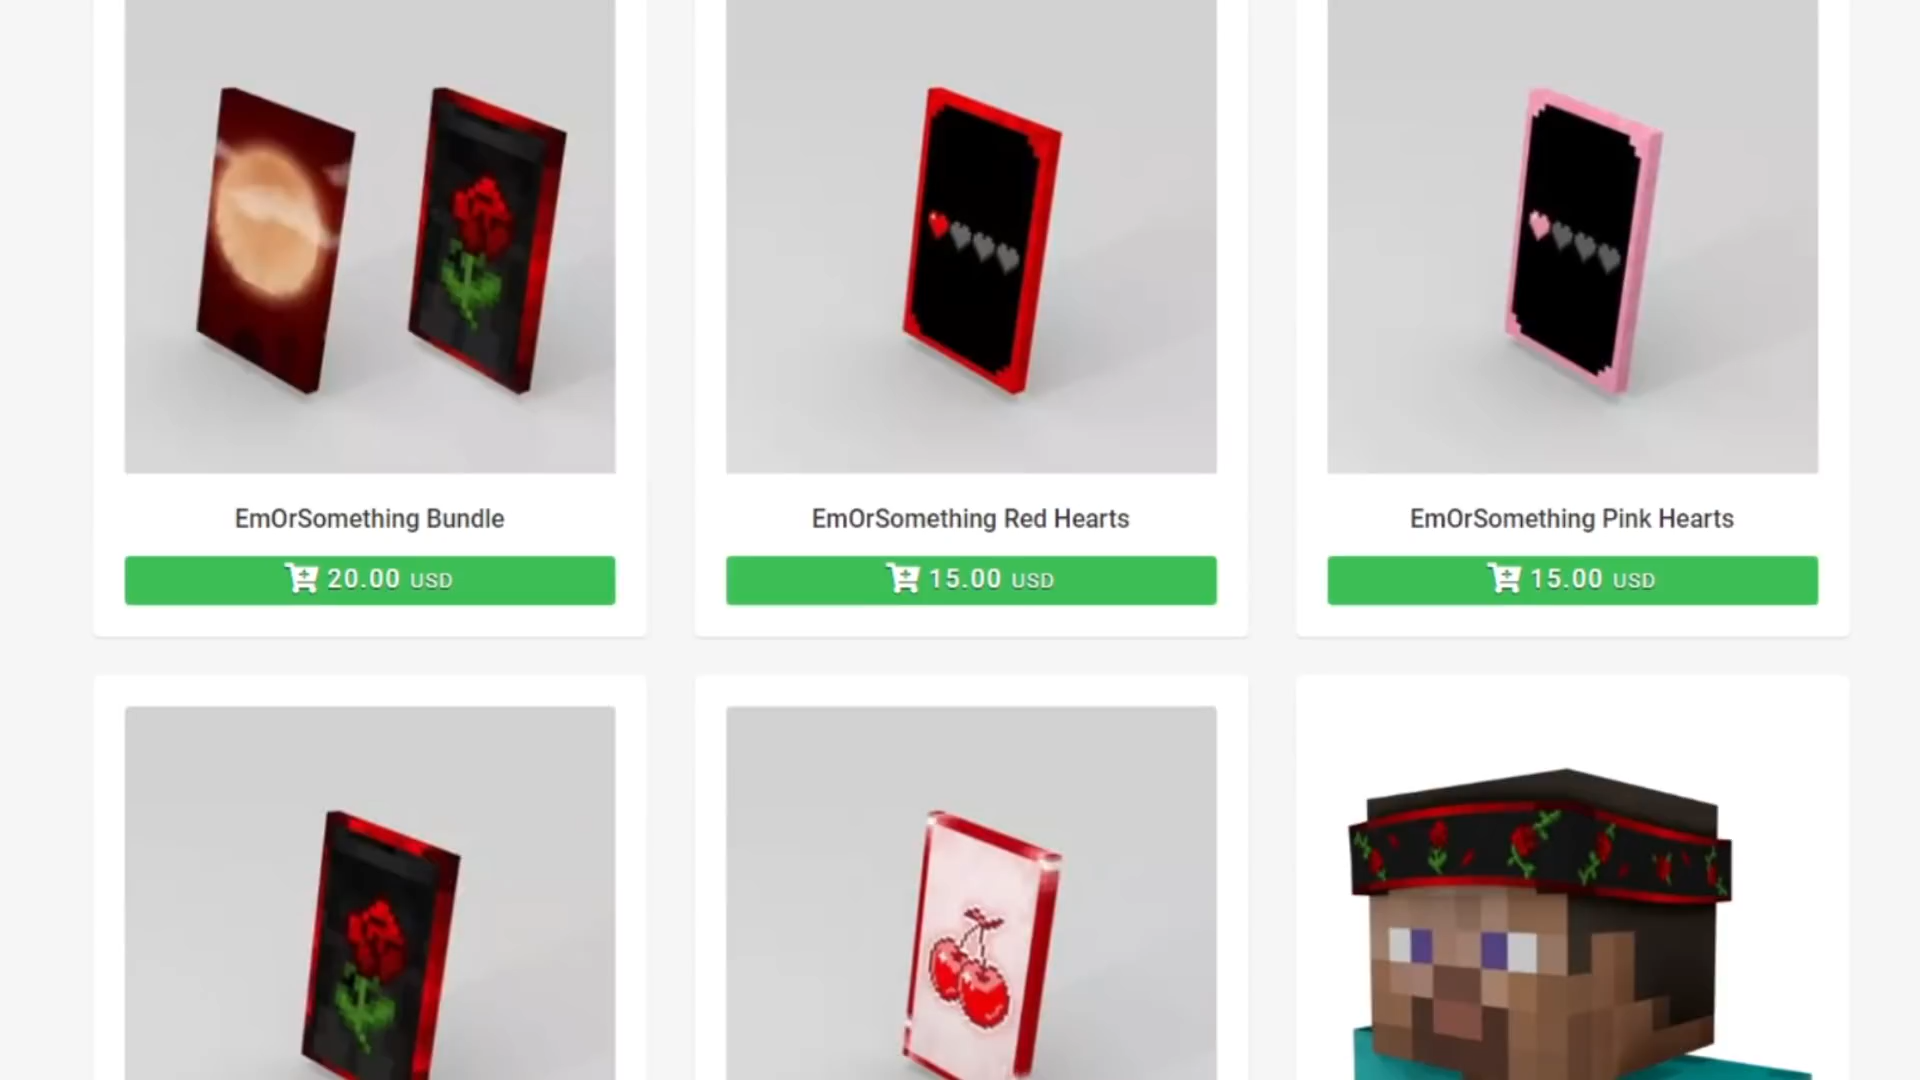 EmOrSomething Bundle
20.00 USD
EmOrSomething Red Hearts
15.00 USD
EmOrSomething Pink Hearts
15.00 USD